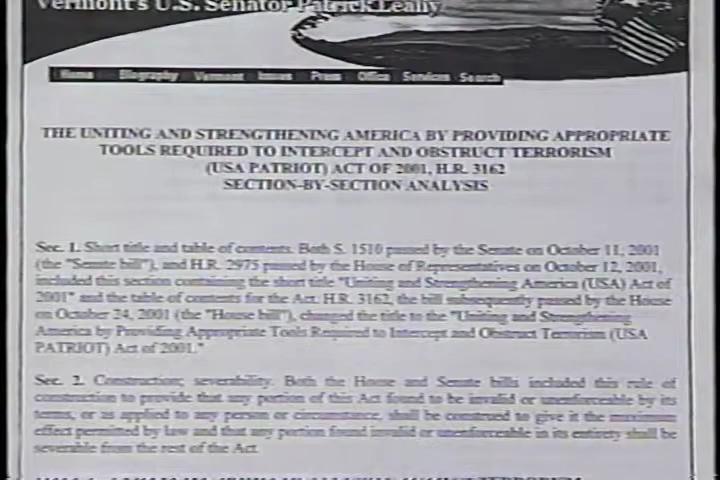 Vermont's U.S. Senator Patrick Leahy
Home Biography Vermont Issues Press Office Services Search
THE UNITING AND STRENGTHENING AMERICA BY PROVIDING APPROPRIATE
TOOLS REQUIRED TO INTERCEPT AND OBSTRUCT TERRORISM
(USA PATRIOT) ACT OF 2001, H.R. 3162
SECTION-BY-SECTION ANALYSIS
Sec. 1. Short title and table of contents. Both S. 1510 passed by the Senate on October 11, 2001
(the "Senate bill"), and H.R. 2975 passed by the House of Representatives on October 12, 2001,
included this section containing the short title "Uniting and Strengthening America (USA) Act of
2001" and the table of contents for the Act. H.R. 3162, the bill subsequently passed by the House
on October 24, 2001 (the "House bill"), changed the title to the "Uniting and Strengthening
America by Providing Appropriate Tools Required to Intercept and Obstruct Terrorism (USA
PATRIOT) Act of 2001."
Sec. 2. Construction; severability. Both the House and Senate bills included this rule of
construction to provide that any portion of this Act found to be invalid or unenforceable by its
terms, or as applied to any person or circumstance, shall be construed to give it the maximum
effect permitted by law and that any portion found invalid or unenforceable in its entirety shall be
severable from the rest of the Act.